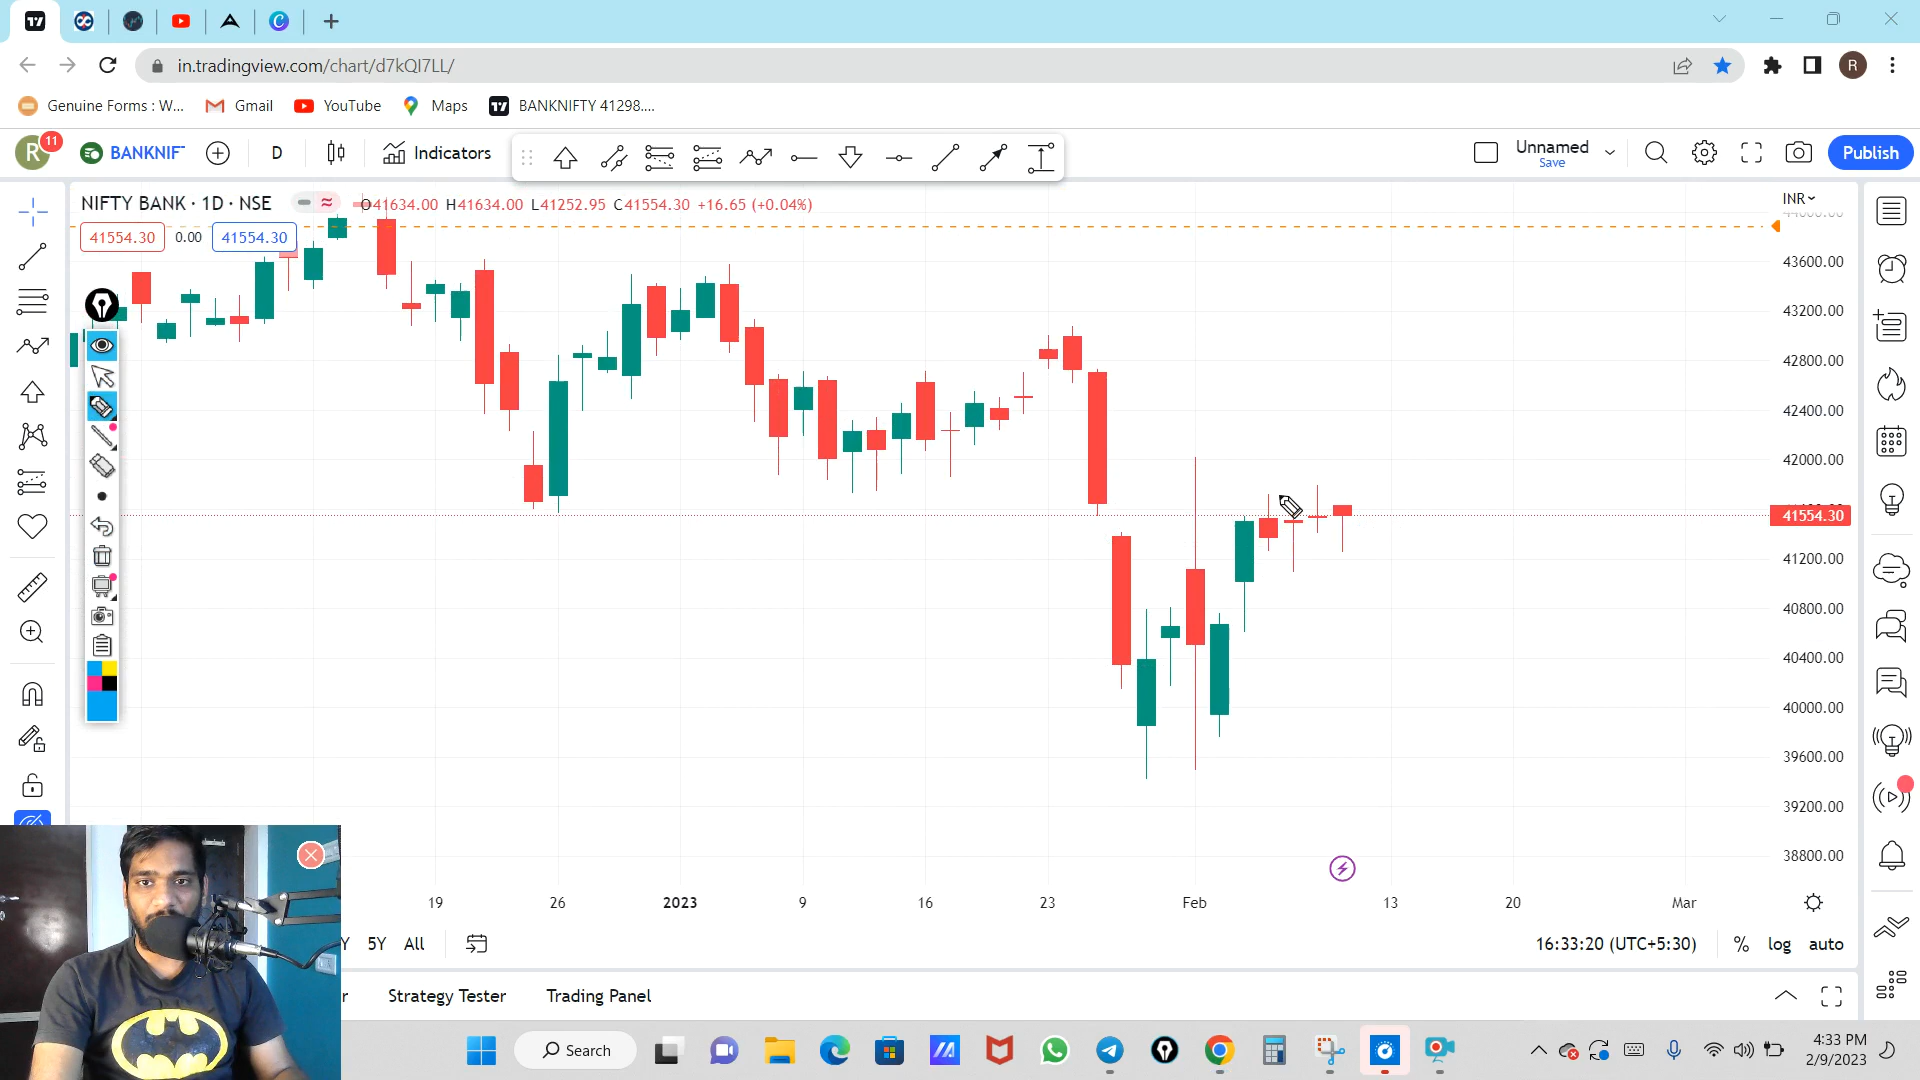 in.tradingview.com/chart/d7kQI7LL/
R
Genuine Forms : W...
Gmail
YouTube
Maps
BANKNIFTY 41298....
R
11
BANKNIF
D
Indicators
Unnamed
Save
Publish
NIFTY BANK · 1D · NSE
O41634.00 H41634.00 L41252.95 C41554.30 +16.65 (+0.04%)
INR
41554.30
0.00
41554.30
43600.00
43200.00
42800.00
42400.00
42000.00
41554.30
41200.00
40800.00
40400.00
40000.00
39600.00
39200.00
38800.00
19
26
2023
9
16
23
Feb
13
20
Mar
Y
5Y
All
16:33:20 (UTC+5:30)
%
log
auto
r
Strategy Tester
Trading Panel
Search
4:33 PM
2/9/2023